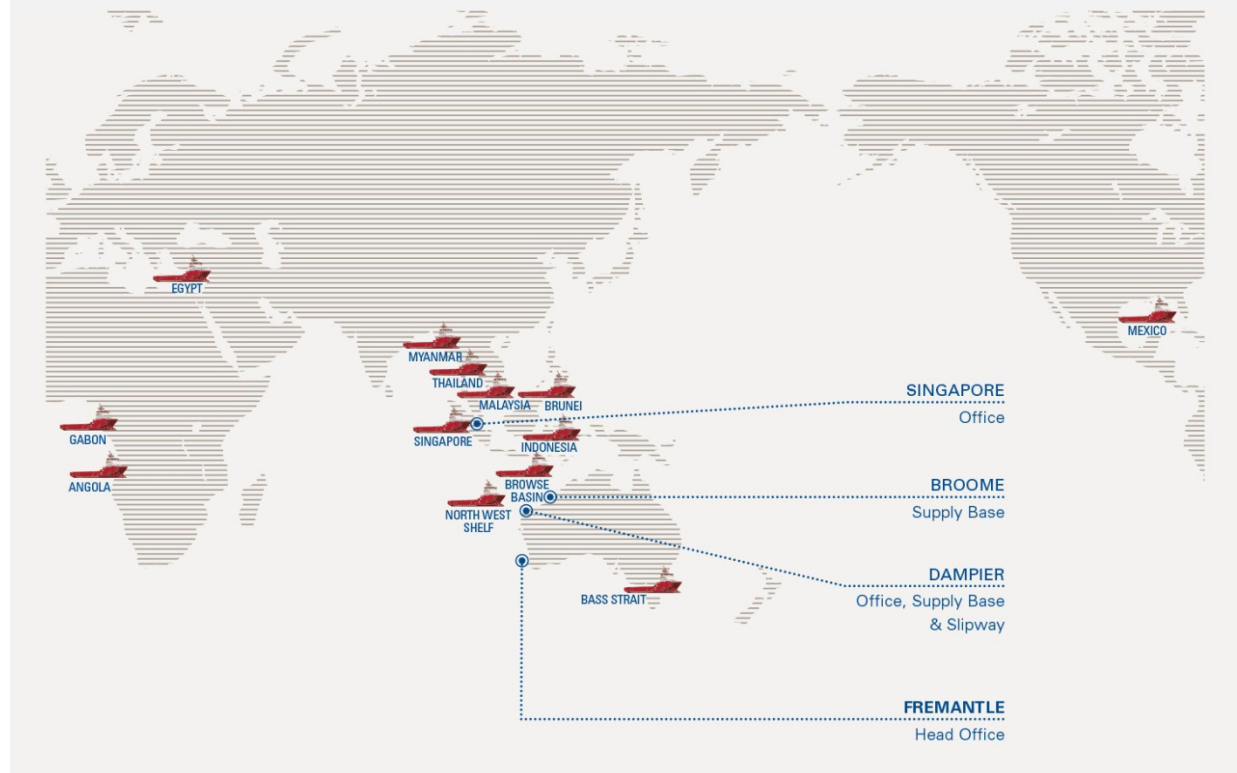 EGYPT
MEXICO
MYANMAR
THAILAND
MALAYSIA
BRUNEI
SINGAPORE
Office
GABON
SINGAPORE
INDONESIA
ANGOLA
BROWSE
BASIN
BROOME
Supply Base
NORTH WEST
SHELF
DAMPIER
Office, Supply Base
& Slipway
BASS STRAIT
FREMANTLE
Head Office